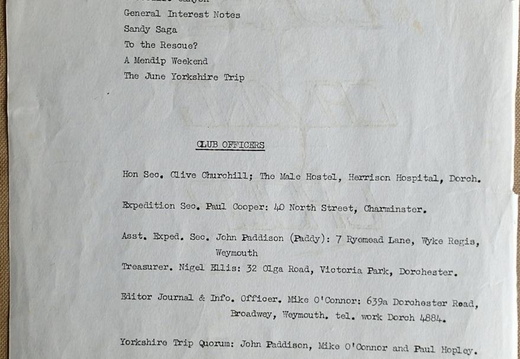 General Interest Notes
Sandy Saga
To the Rescue?
A Mendip Weekend
The June Yorkshire Trip
CLUB OFFICERS
Hon Sec. Clive Churchill; The Male Hostel, Herrison Hospital, Dorch.
Expedition Sec. Paul Cooper: 40 North Street, Charminster.
Asst. Exped. Sec. John Paddison (Paddy): 7 Ryemead Lane, Wyke Regis,
Weymouth
Treasurer. Nigel Ellis: 32 Olga Road, Victoria Park, Dorchester.
Editor Journal & Info. Officer. Mike O'Connor: 639a Dorchester Road,
Broadway, Weymouth. tel. work Dorch 4884.
Yorkshire Trip Quorum: John Paddison, Mike O'Connor and Paul Hopley.